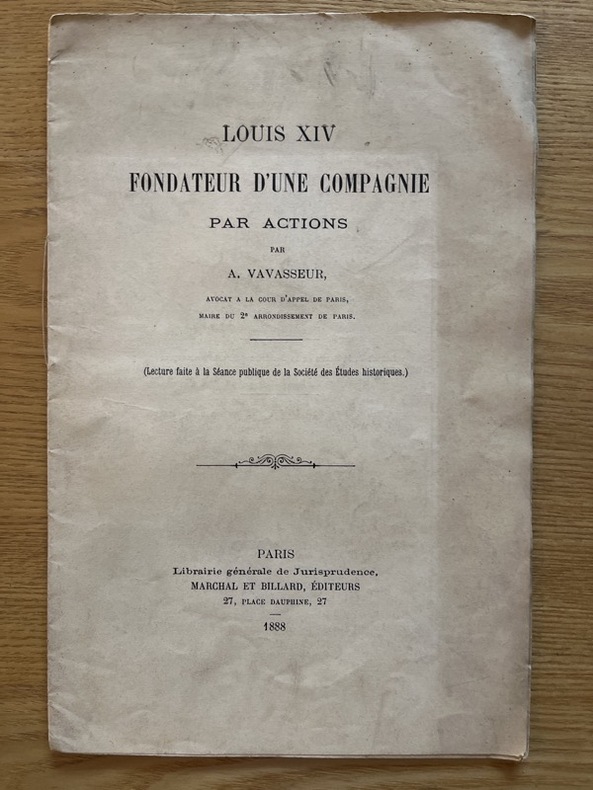 LOUIS XIV
FONDATEUR D'UNE COMPAGNIE
PAR ACTIONS
PAR
A. VAVASSEUR,
AVOCAT A LA COUR D'APPEL DE PARIS,
MAIRE DU 2e ARRONDISSEMENT DE PARIS.
(Lecture faite à la Séance publique de la Société des Études historiques.)
PARIS
Librairie générale de Jurisprudence,
MARCHAL ET BILLARD, ÉDITEURS
27, PLACE DAUPHINE, 27
1888